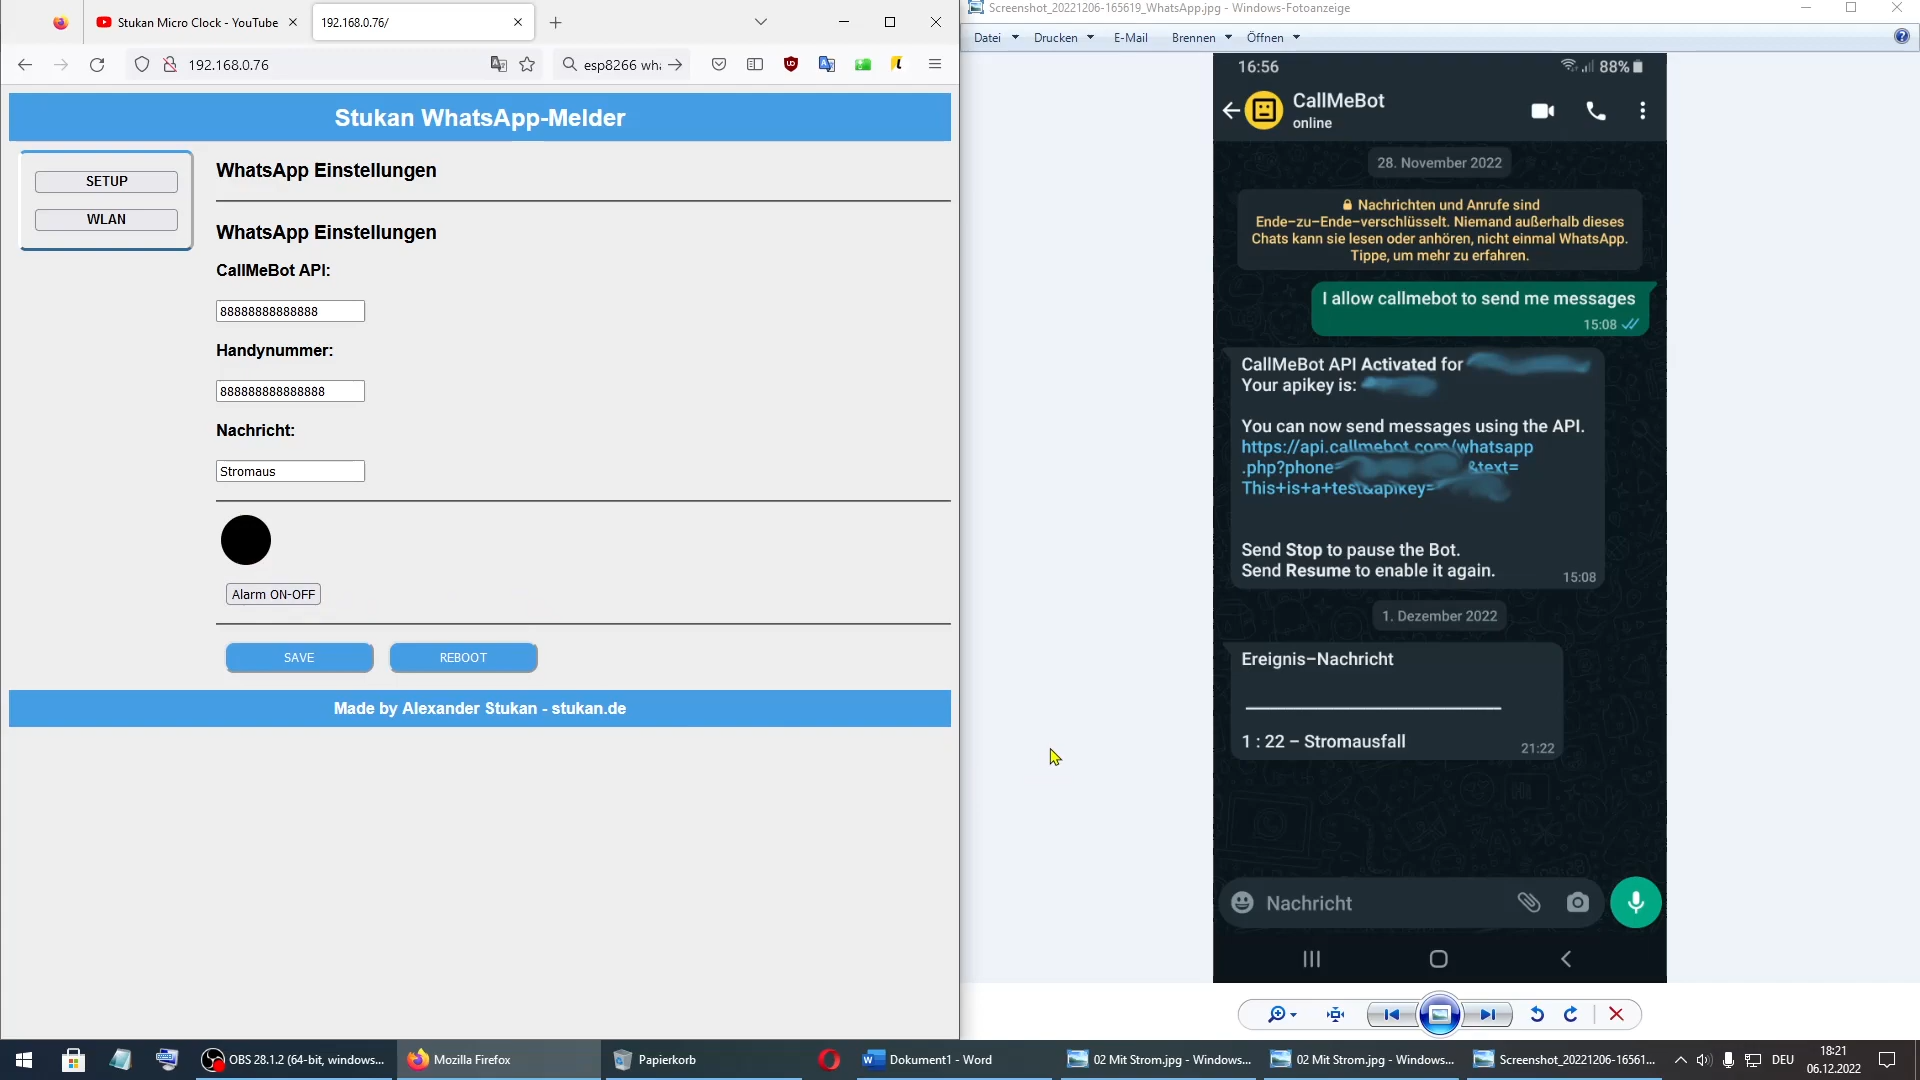 Stukan Micro Clock - YouTube
192.168.0.76/
192.168.0.76
esp8266 wha
Stukan WhatsApp-Melder
SETUP
WLAN
WhatsApp Einstellungen
WhatsApp Einstellungen
CallMeBot API:
88888888888888
Handynummer:
888888888888888
Nachricht:
Stromaus
Alarm ON-OFF
SAVE
REBOOT
Made by Alexander Stukan - stukan.de
Screenshot_20221206-165619_WhatsApp.jpg - Windows-Fotoanzeige
Datei
Drucken
E-Mail
Brennen
Öffnen
16:56
88%
CallMeBot
online
28. November 2022
Nachrichten und Anrufe sind
Ende-zu-Ende-verschlüsselt. Niemand außerhalb dieses
Chats kann sie lesen oder anhören, nicht einmal WhatsApp.
Tippe, um mehr zu erfahren.
I allow callmebot to send me messages
15:08
CallMeBot API Activated for
Your apikey is:
You can now send messages using the API.
https://api.callmebot.com/whatsapp
.php?phone= &text=
This+is+a+test&apikey=
Send Stop to pause the Bot.
Send Resume to enable it again.
15:08
1. Dezember 2022
Ereignis-Nachricht
1 : 22 – Stromausfall
21:22
Nachricht
OBS 28.1.2 (64-bit, windows...
Mozilla Firefox
Papierkorb
Dokument1 - Word
02 Mit Strom.jpg - Windows...
02 Mit Strom.jpg - Windows...
Screenshot_20221206-16561...
DEU
18:21
06.12.2022